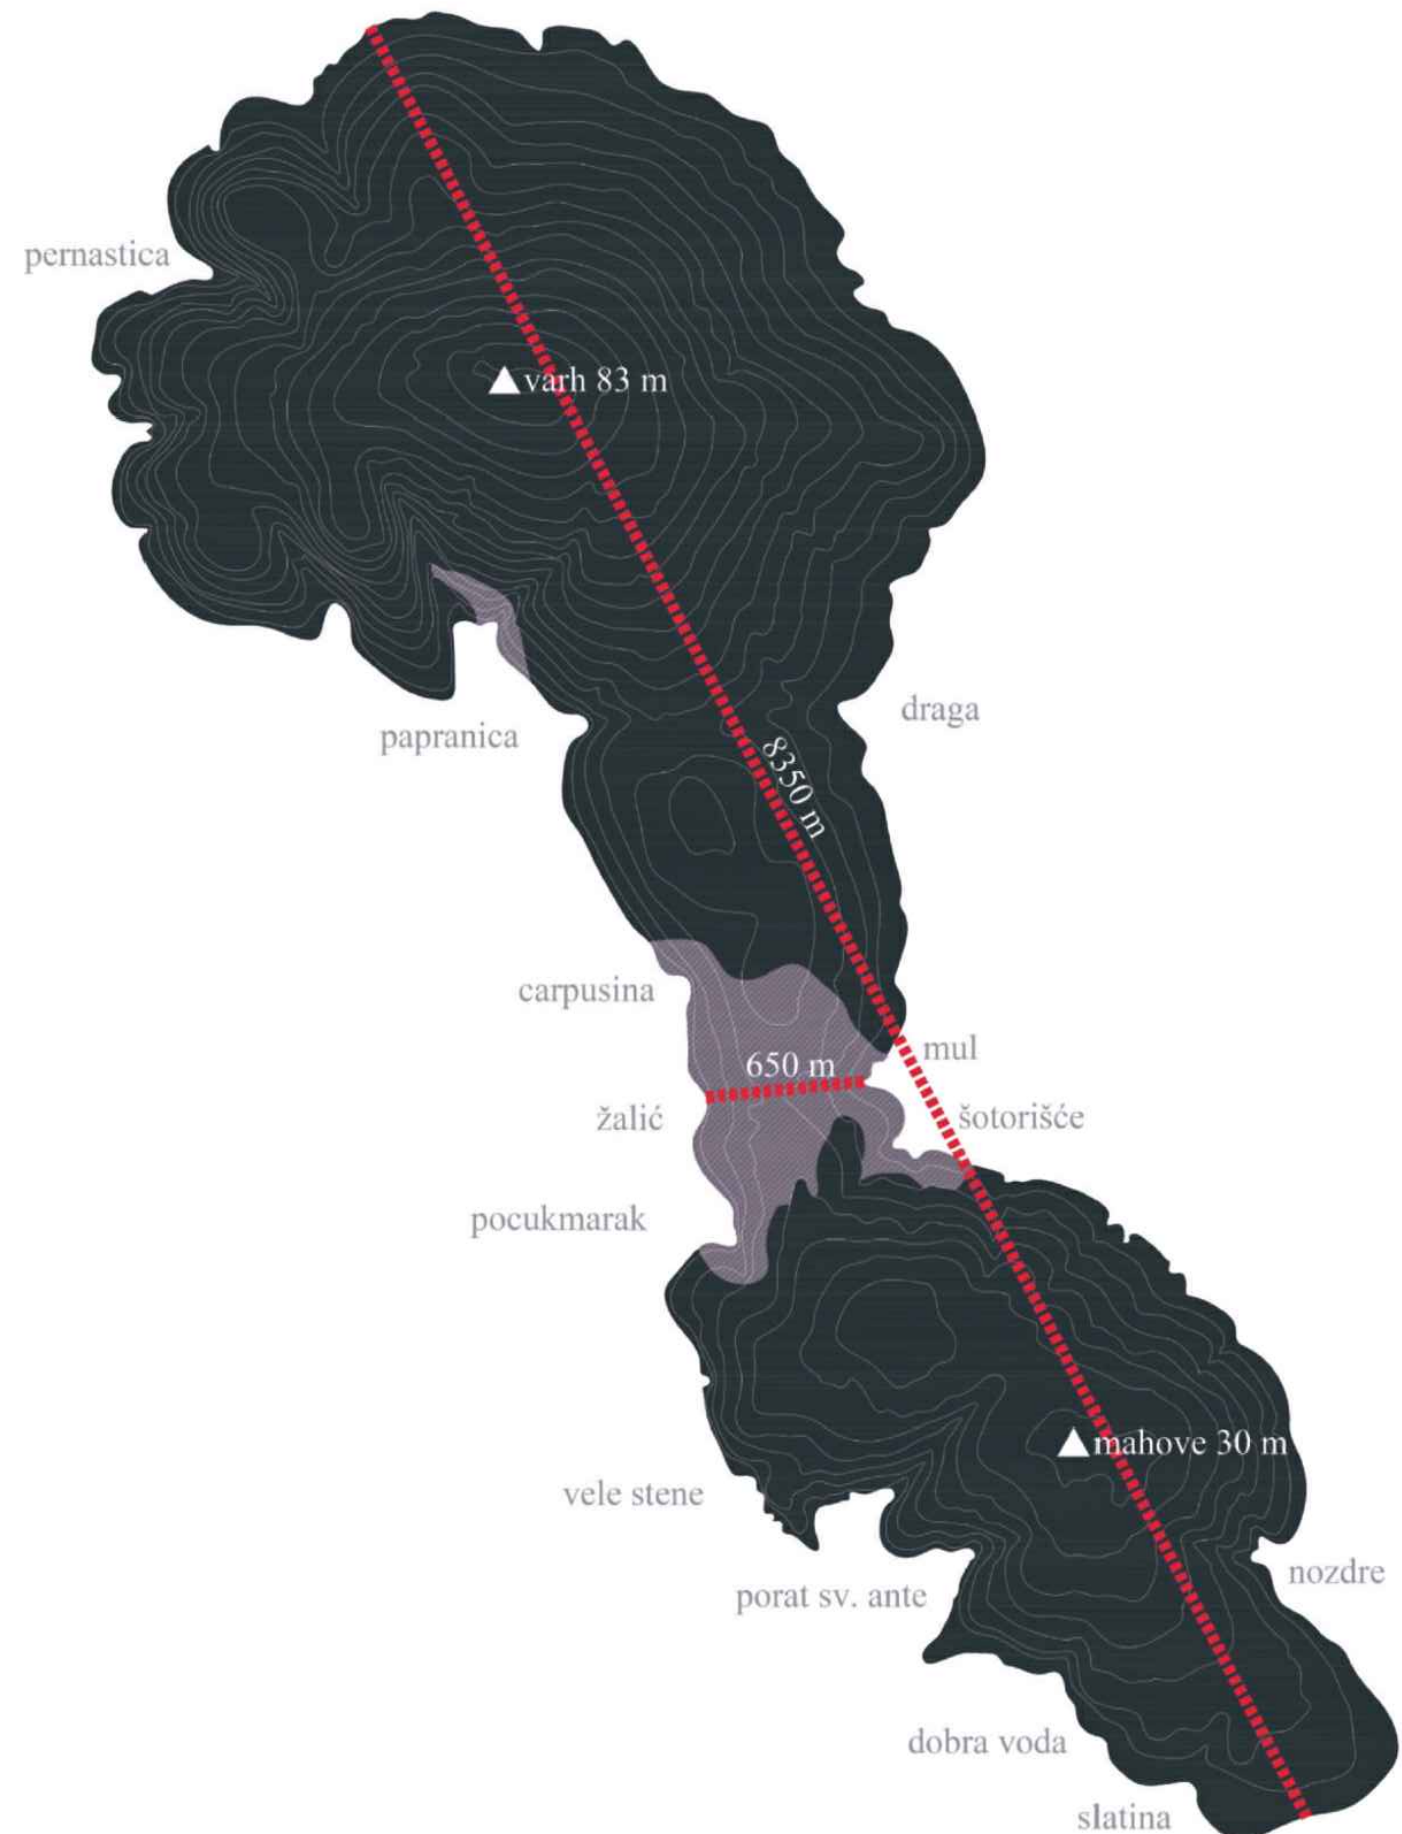 pernastica
varh 83 m
draga
papranica
8350 m
carpusina
mul
650 m
žalić
šotorišće
pocukmarak
mahove 30 m
vele stene
nozdre
porat sv. ante
dobra voda
slatina